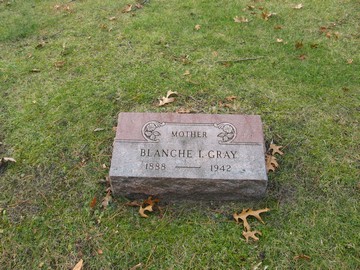 MOTHER
BLANCHE I. GRAY
1888 — 1942